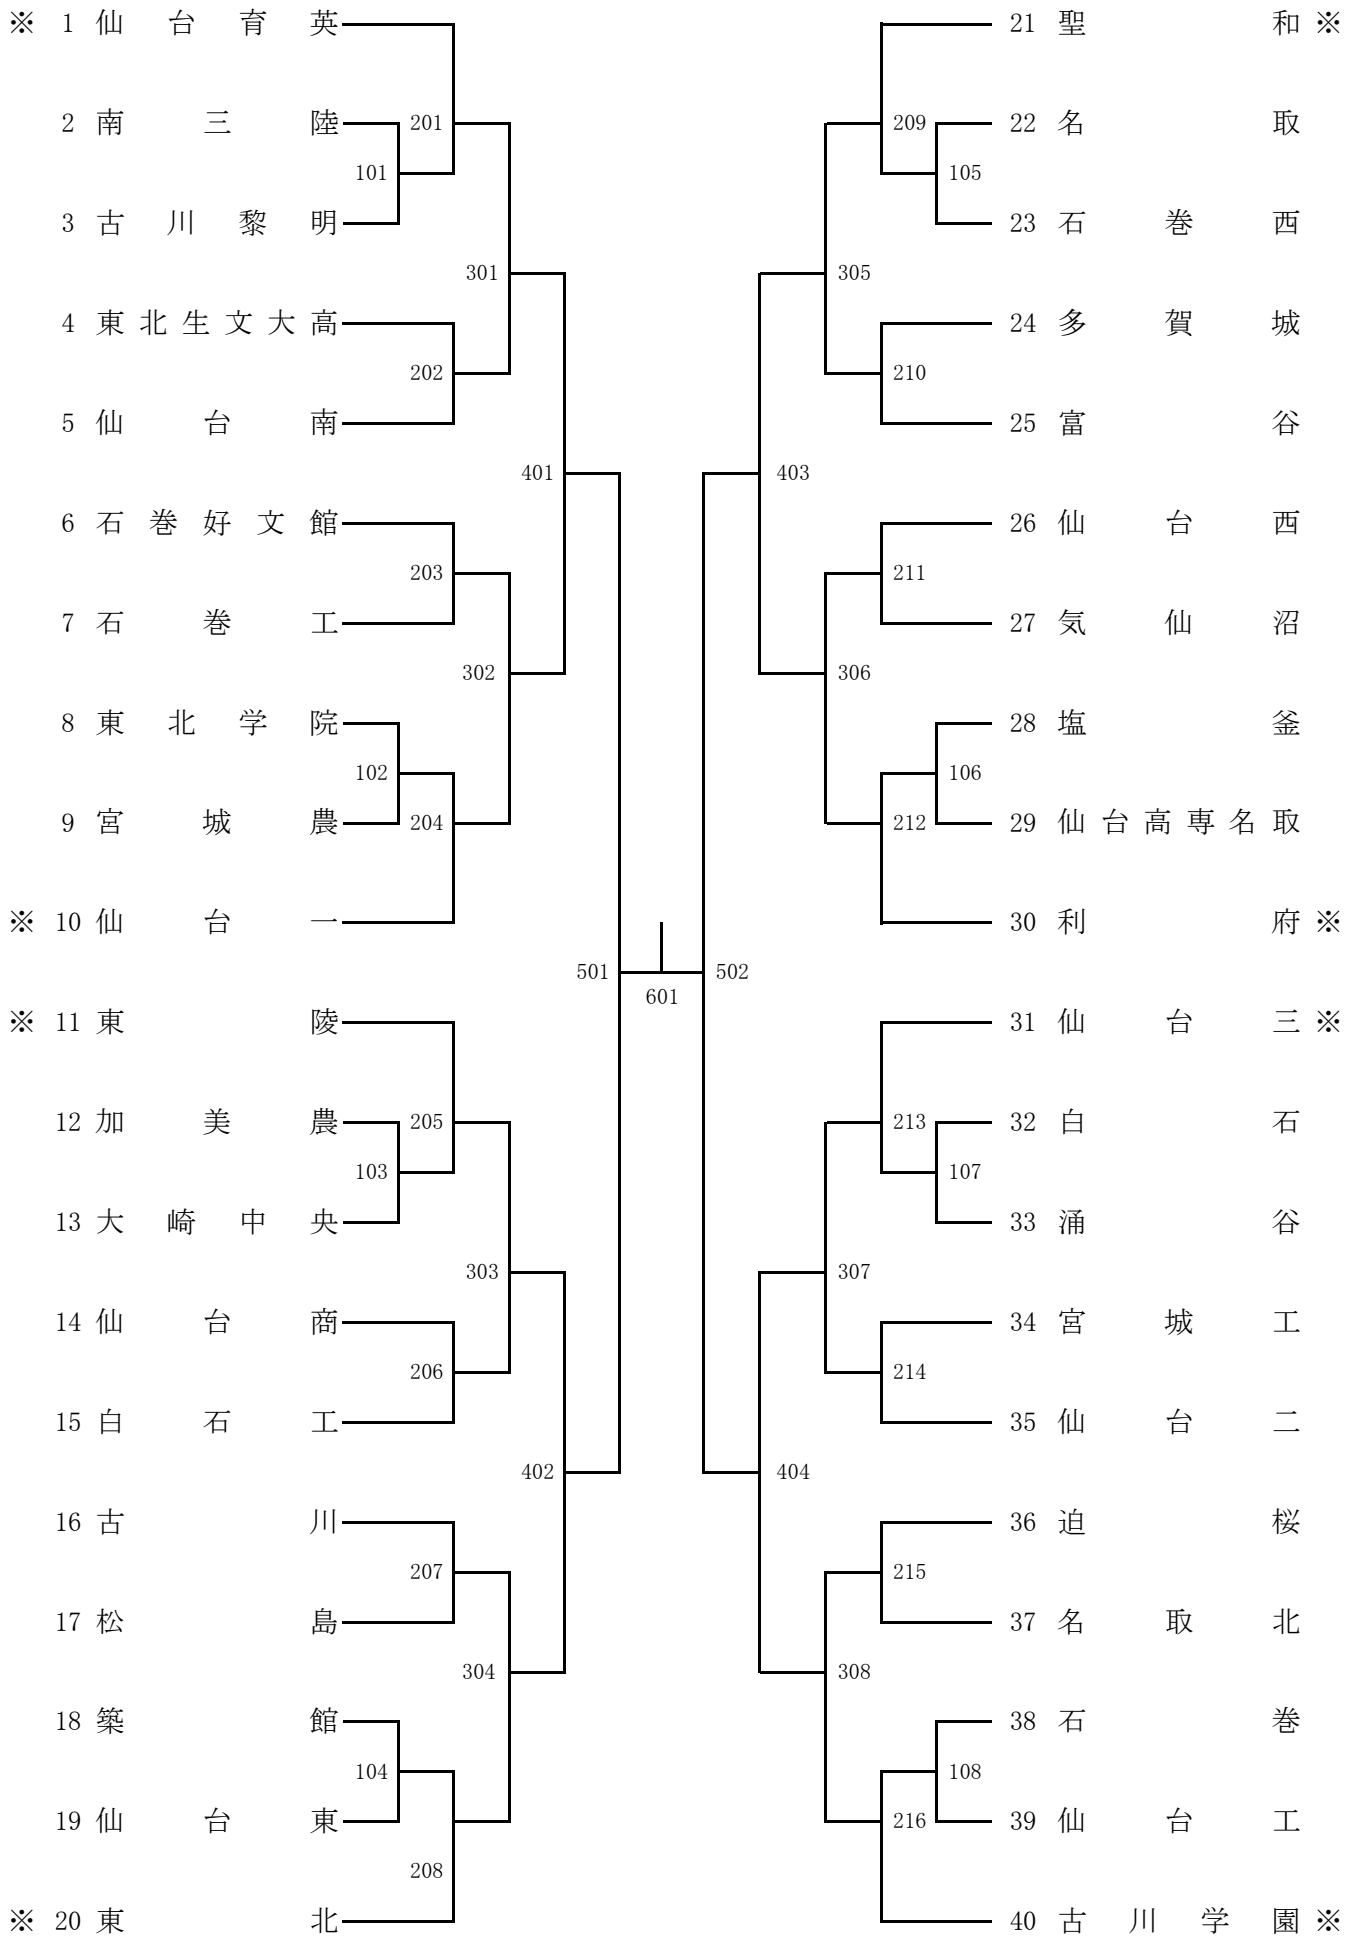 ※ 1 仙台育英
2 南三陸
201
101
3 古川黎明
301
4 東北生文大高
202
5 仙台南
401
6 石巻好文館
203
7 石巻工
302
8 東北学院
102
9 宮城農
204
※ 10 仙台一
501
601
※ 11 東陵
12 加美農
205
103
13 大崎中央
303
14 仙台商
206
15 白石工
402
16 古川
207
17 松島
304
18 築館
104
19 仙台東
208
※ 20 東北
21 聖和 ※
209
22 名取
105
23 石巻西
305
24 多賀城
210
25 富谷
403
26 仙台西
211
27 気仙沼
306
28 塩釜
106
212
29 仙台高専名取
30 利府 ※
502
31 仙台三 ※
213
32 白石
107
33 涌谷
307
34 宮城工
214
35 仙台二
404
36 迫桜
215
37 名取北
308
38 石巻
108
216
39 仙台工
40 古川学園 ※